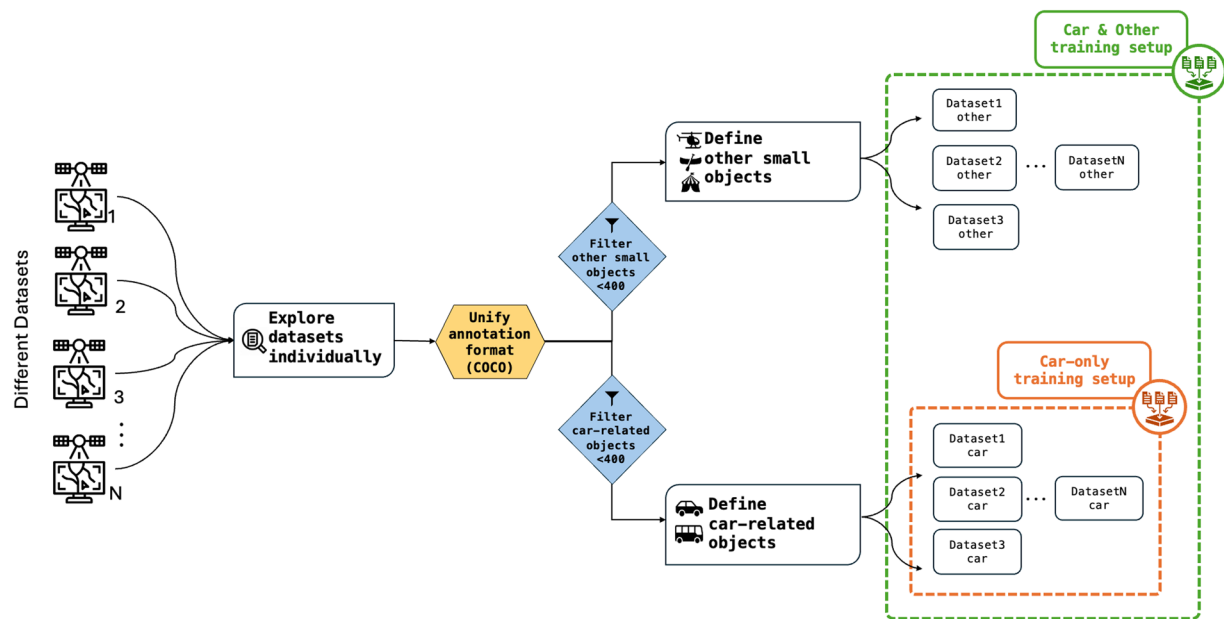 Different Datasets
1
2
3
N
Explore
datasets
individually
Unify
annotation
format
(COCO)
Filter
other small
objects
<400
Filter
car-related
objects
<400
Define
other small
objects
Define
car-related
objects
Car & Other
training setup
Dataset1
other
Dataset2
other
...
DatasetN
other
Dataset3
other
Car-only
training setup
Dataset1
car
Dataset2
car
...
DatasetN
car
Dataset3
car